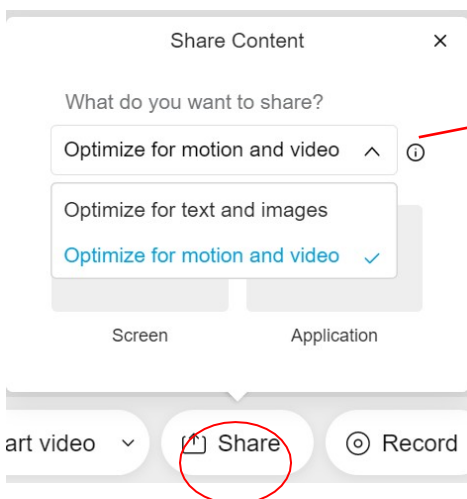 Share Content
What do you want to share?
Optimize for motion and video
Optimize for text and images
Optimize for motion and video
Screen Application
art video Share Record